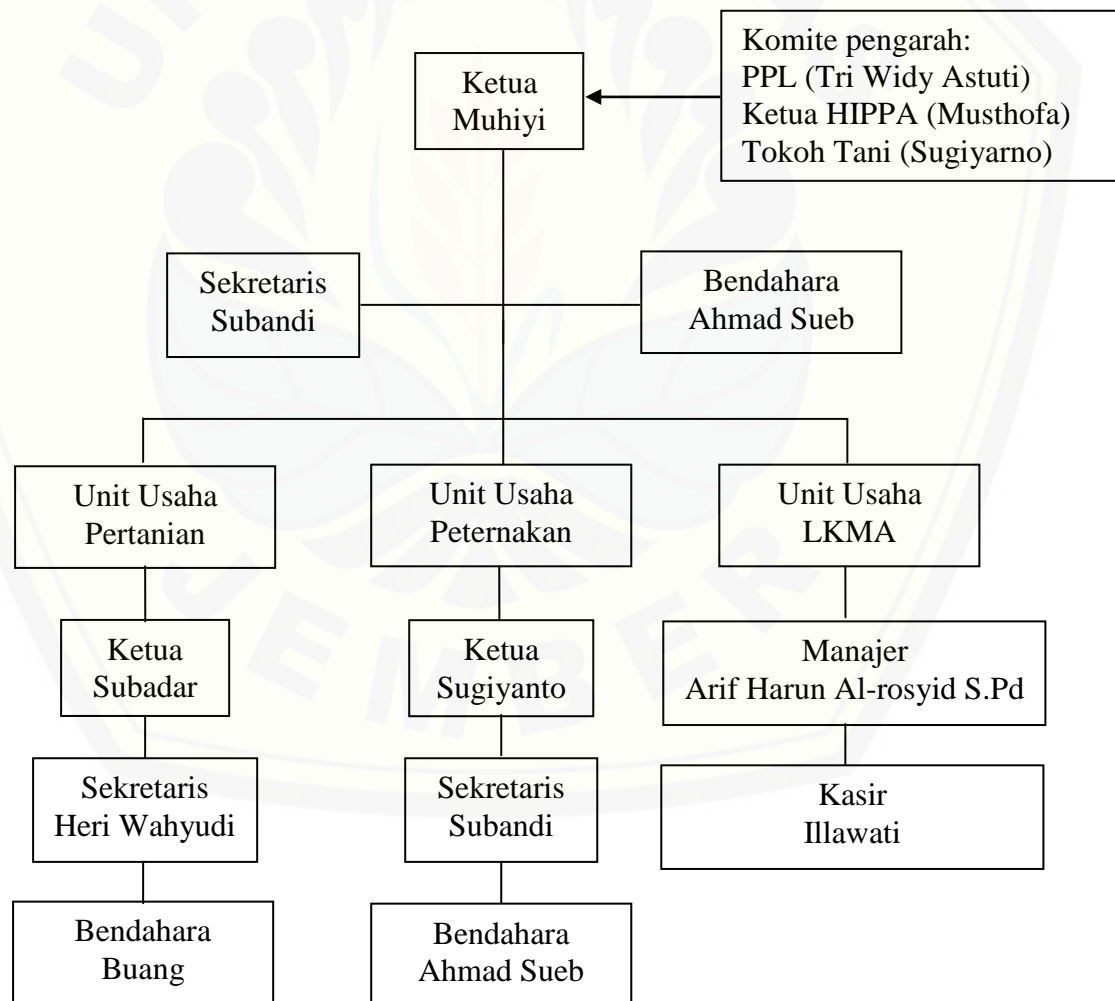 Komite pengarah:
PPL (Tri Widy Astuti)
Ketua HIPPA (Musthofa)
Tokoh Tani (Sugiyarno)
Ketua
Muhiyi
Sekretaris
Subandi
Bendahara
Ahmad Sueb
Unit Usaha
Pertanian
Unit Usaha
Peternakan
Unit Usaha
LKMA
Ketua
Subadar
Ketua
Sugiyanto
Manajer
Arif Harun Al-rosyid S.Pd
Sekretaris
Heri Wahyudi
Sekretaris
Subandi
Kasir
Illawati
Bendahara
Buang
Bendahara
Ahmad Sueb
JEMBER